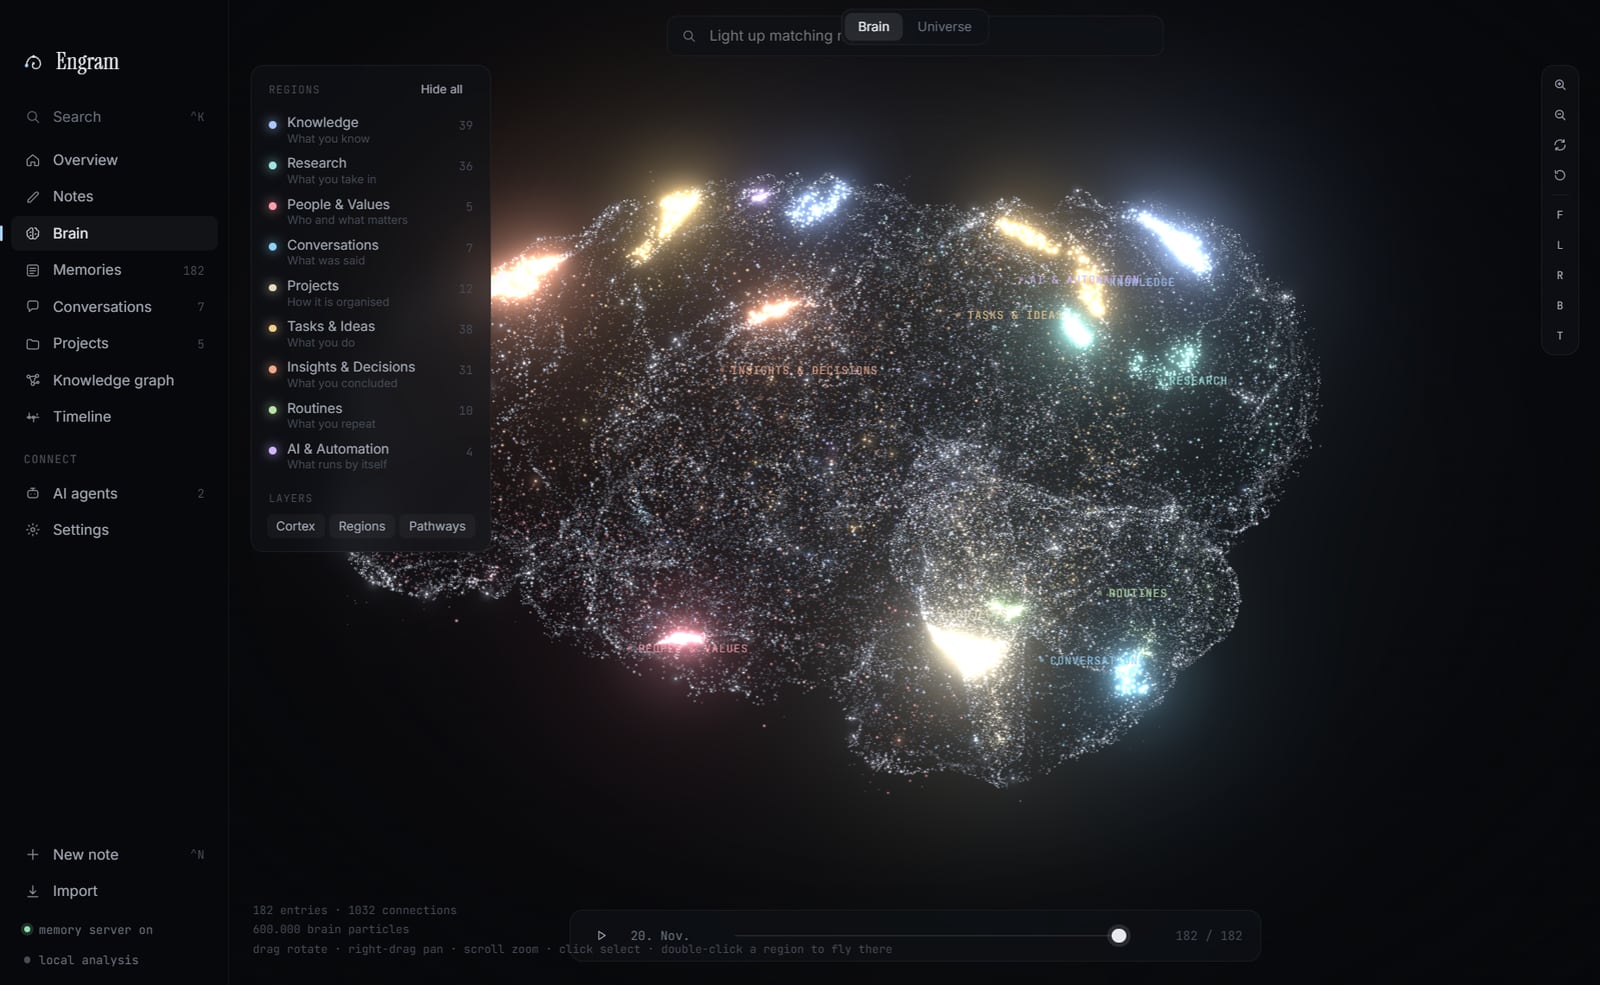 Engram
Search ^K
Overview
Notes
Brain
Memories 182
Conversations 7
Projects 5
Knowledge graph
Timeline
CONNECT
AI agents 2
Settings
New note ^N
Import
memory server on
local analysis
Light up matching
Brain Universe
REGIONS Hide all
Knowledge 39
What you know
Research 36
What you take in
People & Values 5
Who and what matters
Conversations 7
What was said
Projects 12
How it is organised
Tasks & Ideas 38
What you do
Insights & Decisions 31
What you concluded
Routines 10
What you repeat
AI & Automation 4
What runs by itself
LAYERS
Cortex Regions Pathways
AI & AUTOMATION
KNOWLEDGE
TASKS & IDEAS
INSIGHTS & DECISIONS
RESEARCH
ROUTINES
PEOPLE & VALUES
F
L
R
B
T
182 entries · 1032 connections
600.000 brain particles
drag rotate · right-drag pan · scroll zoom · click select · double-click a region to fly there
20. Nov. 182 / 182